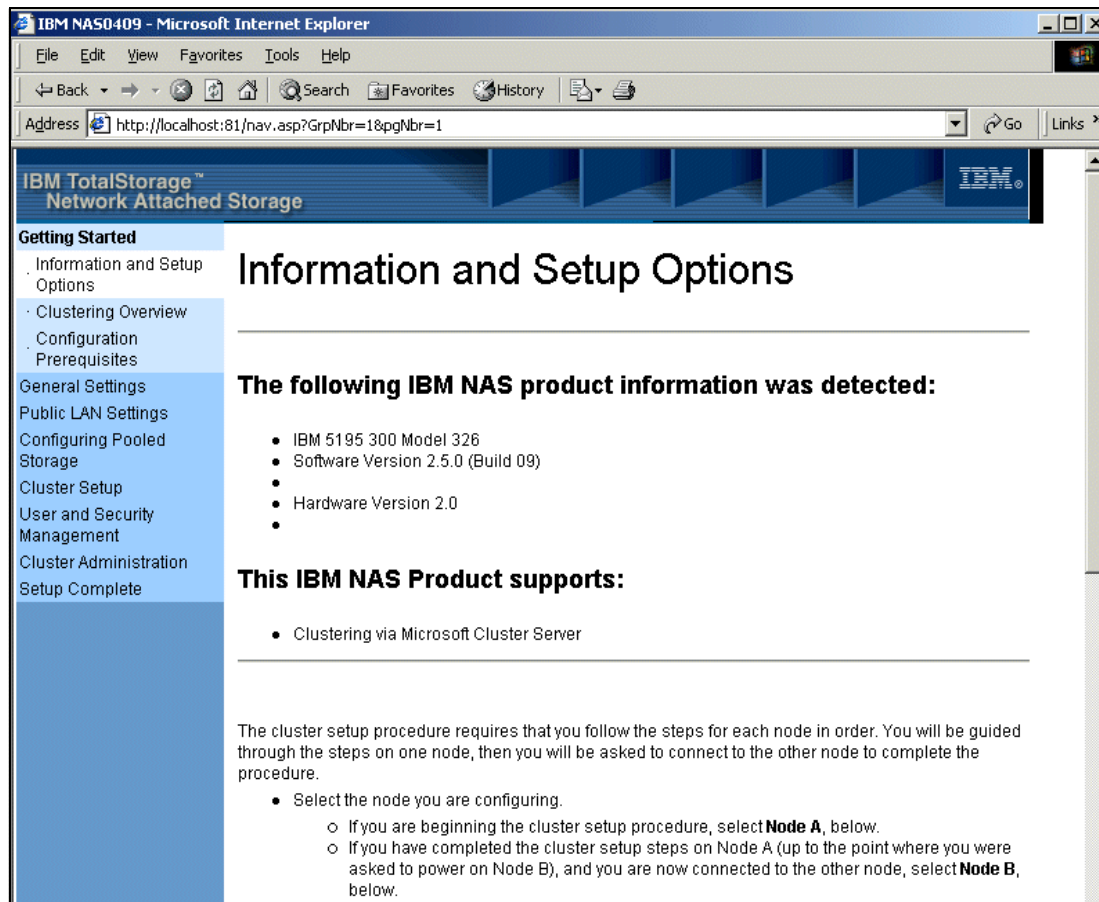 IBM NAS0409 - Microsoft Internet Explorer
File Edit View Favorites Tools Help
Back Search Favorites History
Address http://localhost:81/nav.asp?GrpNbr=1&pgNbr=1 Go Links »
IBM TotalStorage™
Network Attached Storage
IBM®
Getting Started
· Information and Setup
Options
· Clustering Overview
· Configuration
Prerequisites
General Settings
Public LAN Settings
Configuring Pooled
Storage
Cluster Setup
User and Security
Management
Cluster Administration
Setup Complete
Information and Setup Options
The following IBM NAS product information was detected:
● IBM 5195 300 Model 326
● Software Version 2.5.0 (Build 09)
●
● Hardware Version 2.0
●
This IBM NAS Product supports:
● Clustering via Microsoft Cluster Server
The cluster setup procedure requires that you follow the steps for each node in order. You will be guided
through the steps on one node, then you will be asked to connect to the other node to complete the
procedure.
● Select the node you are configuring.
○ If you are beginning the cluster setup procedure, select Node A, below.
○ If you have completed the cluster setup steps on Node A (up to the point where you were
asked to power on Node B), and you are now connected to the other node, select Node B,
below.